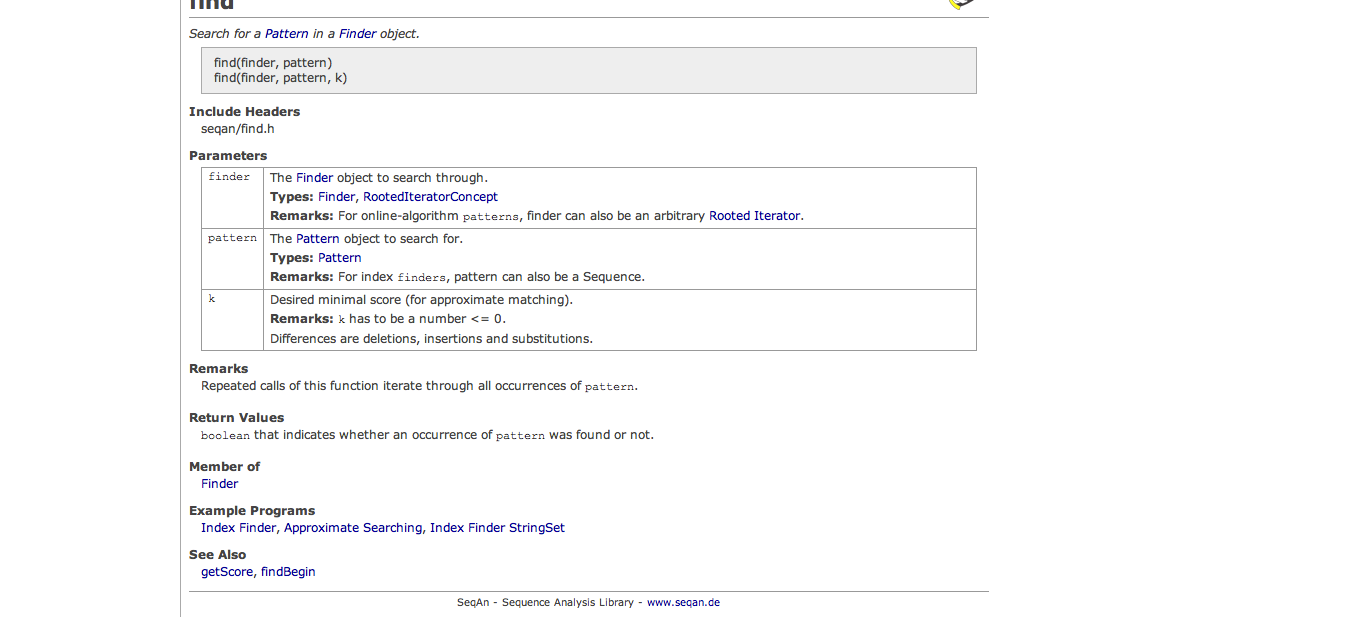 find
Search for a Pattern in a Finder object.
find(finder, pattern)
find(finder, pattern, k)
Include Headers
seqan/find.h
Parameters
finder
The Finder object to search through.
Types: Finder, RootedIteratorConcept
Remarks: For online-algorithm patterns, finder can also be an arbitrary Rooted Iterator.
pattern
The Pattern object to search for.
Types: Pattern
Remarks: For index finders, pattern can also be a Sequence.
k
Desired minimal score (for approximate matching).
Remarks: k has to be a number <= 0.
Differences are deletions, insertions and substitutions.
Remarks
Repeated calls of this function iterate through all occurrences of pattern.
Return Values
boolean that indicates whether an occurrence of pattern was found or not.
Member of
Finder
Example Programs
Index Finder, Approximate Searching, Index Finder StringSet
See Also
getScore, findBegin
SeqAn - Sequence Analysis Library - www.seqan.de